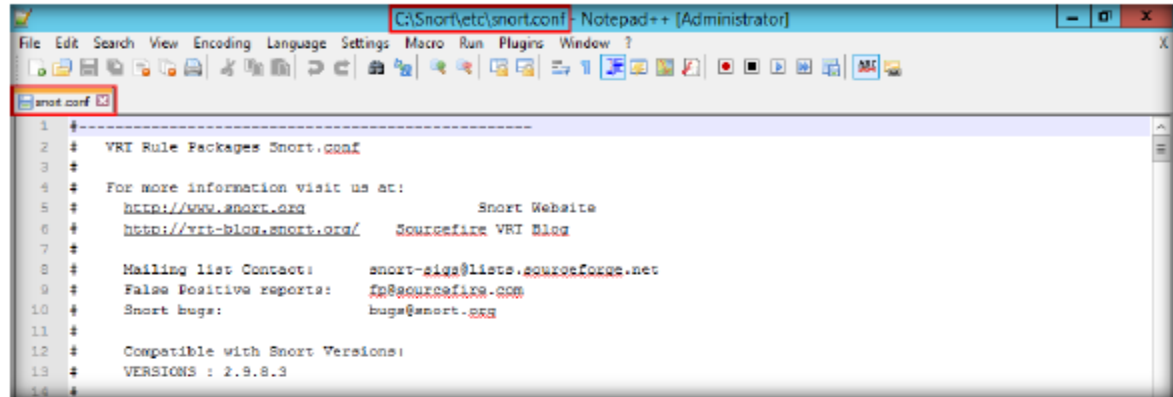 C:\Snort\etc\snort.conf - Notepad++ [Administrator]
File Edit Search View Encoding Language Settings Macro Run Plugins Window ? X
snort.conf
1 #---------------------------------------------------
2 # VRT Rule Packages Snort.conf
3 #
4 # For more information visit us at:
5 # http://www.snort.org Snort Website
6 # http://vrt-blog.snort.org/ Sourcefire VRT Blog
7 #
8 # Mailing list Contact: snort-sigs@lists.sourceforge.net
9 # False Positive reports: fp@sourcefire.com
10 # Snort bugs: bugs@snort.org
11 #
12 # Compatible with Snort Versions:
13 # VERSIONS : 2.9.8.3
14 #